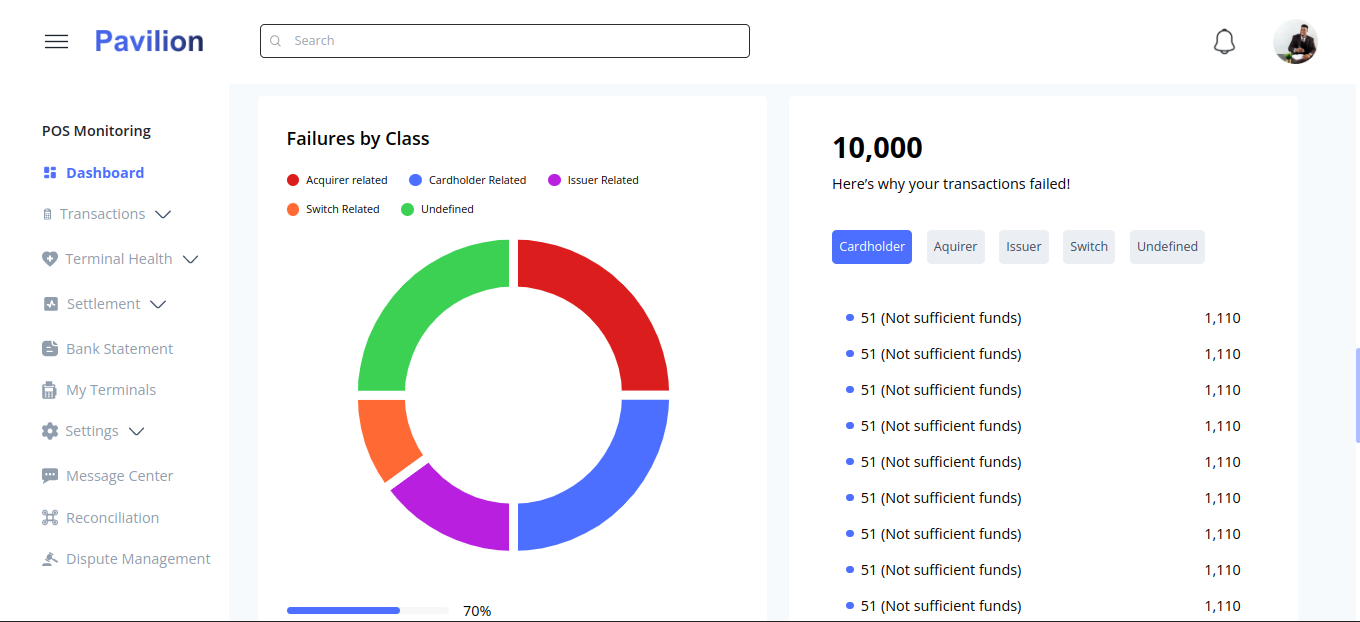 Pavilion
Search
POS Monitoring
Dashboard
Transactions
Terminal Health
Settlement
Bank Statement
My Terminals
Settings
Message Center
Reconciliation
Dispute Management
Failures by Class
Acquirer related
Cardholder Related
Issuer Related
Switch Related
Undefined
70%
10,000
Here’s why your transactions failed!
Cardholder
Aquirer
Issuer
Switch
Undefined
51 (Not sufficient funds) 1,110
51 (Not sufficient funds) 1,110
51 (Not sufficient funds) 1,110
51 (Not sufficient funds) 1,110
51 (Not sufficient funds) 1,110
51 (Not sufficient funds) 1,110
51 (Not sufficient funds) 1,110
51 (Not sufficient funds) 1,110
51 (Not sufficient funds) 1,110